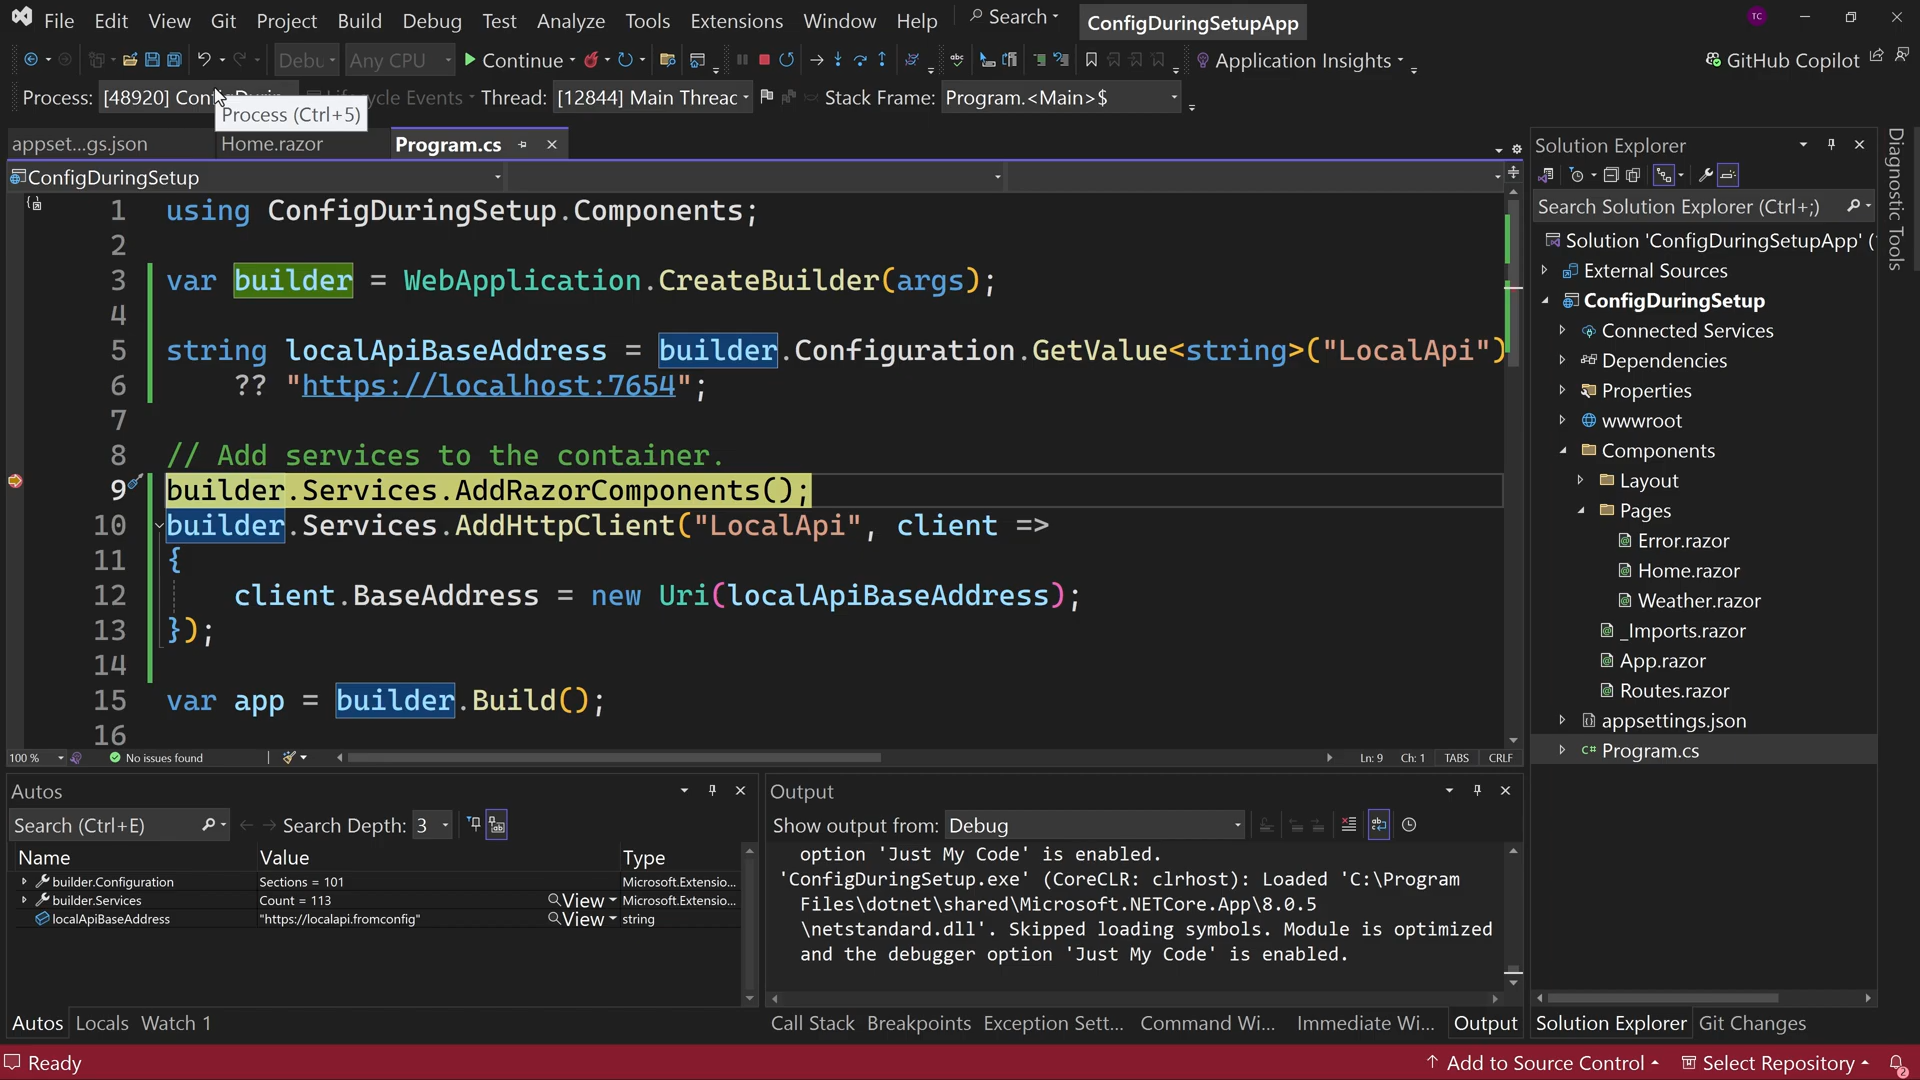 File Edit View Git Project Build Debug Test Analyze Tools Extensions Window Help Search ConfigDuringSetupApp TC
Debu Any CPU Continue Application Insights GitHub Copilot
Process: [48920] Lifecycle Events Thread: [12844] Main Threac Stack Frame: Program.<Main>$
Process (Ctrl+5)
appset...gs.json Home.razor Program.cs
ConfigDuringSetup
1 using ConfigDuringSetup.Components;
2
3 var builder = WebApplication.CreateBuilder(args);
4
5 string localApiBaseAddress = builder.Configuration.GetValue<string>("LocalApi")
6 ?? "https://localhost:7654";
7
8 // Add services to the container.
9 builder.Services.AddRazorComponents();
10 builder.Services.AddHttpClient("LocalApi", client =>
11 {
12 client.BaseAddress = new Uri(localApiBaseAddress);
13 });
14
15 var app = builder.Build();
16
100 % No issues found Ln: 9 Ch: 1 TABS CRLF
Autos
Search (Ctrl+E) Search Depth: 3
Name Value Type
builder.Configuration Sections = 101 Microsoft.Extensio...
builder.Services Count = 113 View Microsoft.Extensio...
localApiBaseAddress "https://localapi.fromconfig" View string
Autos Locals Watch 1
Output
Show output from: Debug
option 'Just My Code' is enabled.
'ConfigDuringSetup.exe' (CoreCLR: clrhost): Loaded 'C:\Program
Files\dotnet\shared\Microsoft.NETCore.App\8.0.5
\netstandard.dll'. Skipped loading symbols. Module is optimized
and the debugger option 'Just My Code' is enabled.
Call Stack Breakpoints Exception Sett... Command Wi... Immediate Wi... Output
Solution Explorer
Search Solution Explorer (Ctrl+;)
Solution 'ConfigDuringSetupApp' (
External Sources
ConfigDuringSetup
Connected Services
Dependencies
Properties
wwwroot
Components
Layout
Pages
Error.razor
Home.razor
Weather.razor
_Imports.razor
App.razor
Routes.razor
appsettings.json
C# Program.cs
Solution Explorer Git Changes
Diagnostic Tools
Ready Add to Source Control Select Repository 2